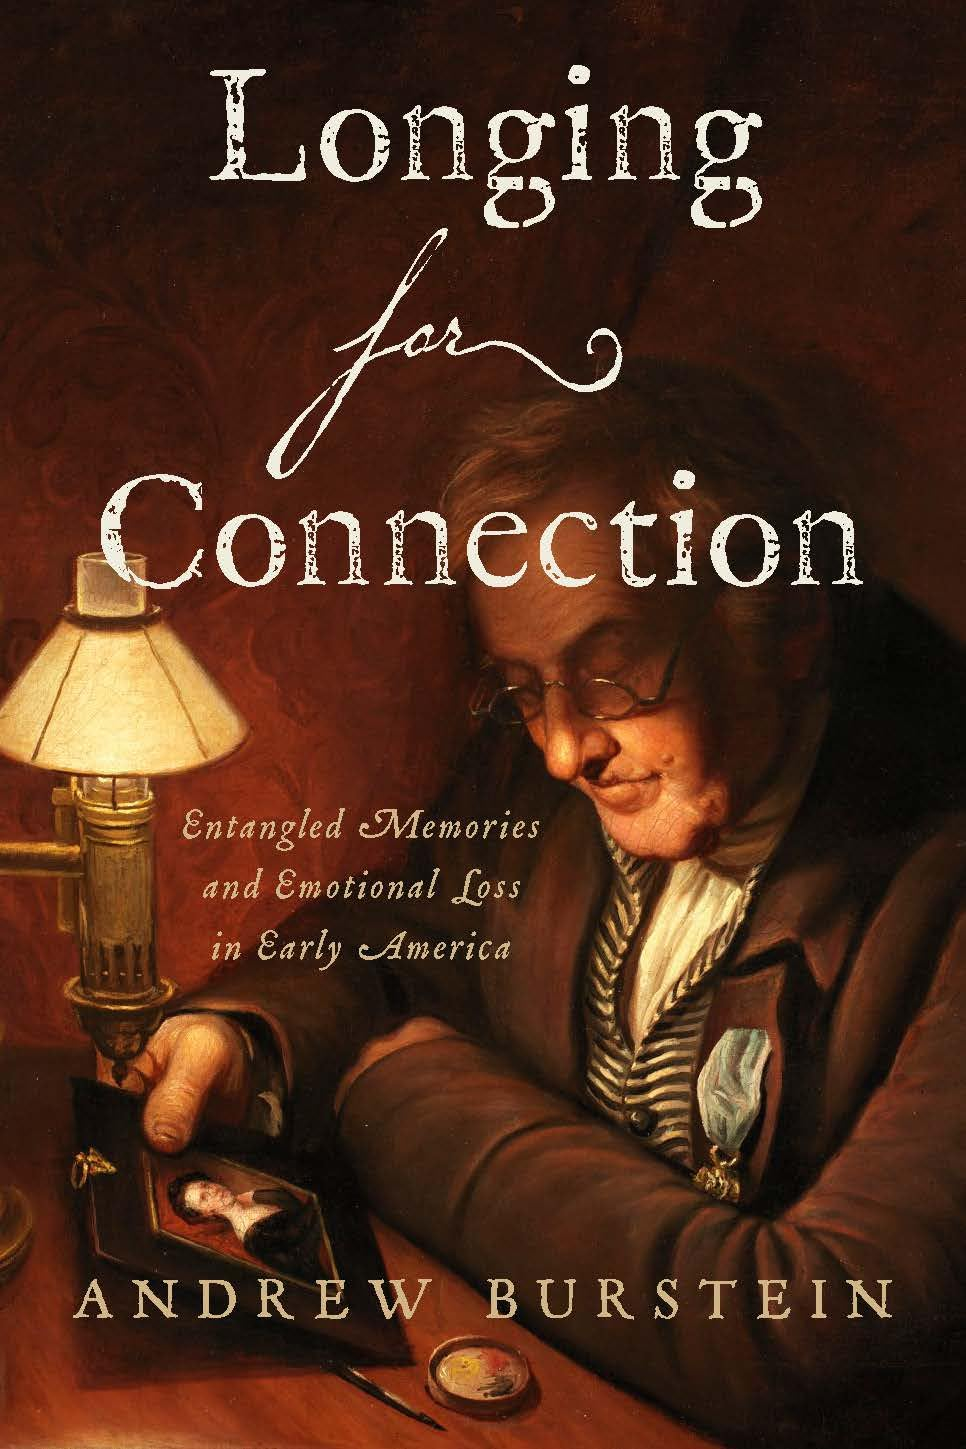 Longing
for
Connection
Entangled Memories
and Emotional Loss
in Early America
ANDREW BURSTEIN